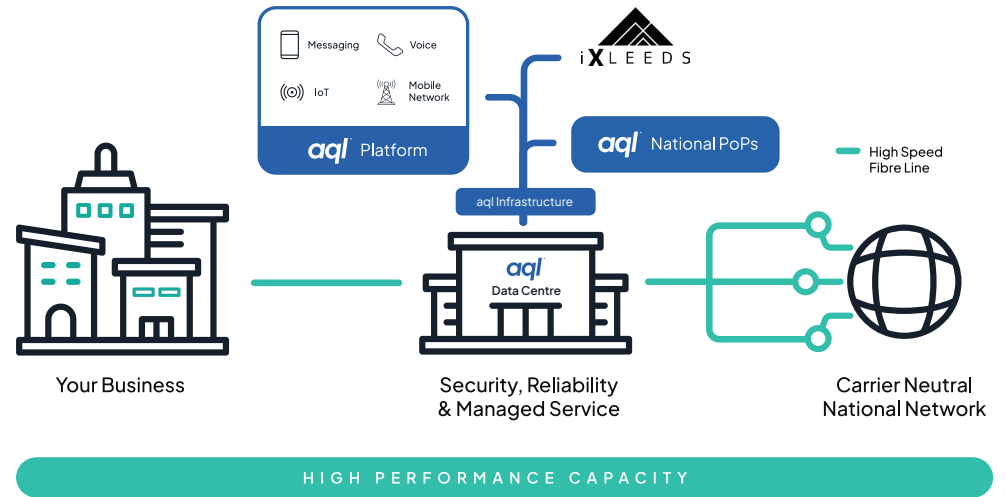 Messaging
Voice
IoT
Mobile
Network
aql Platform
iXLEEDS
aql National PoPs
High Speed
Fibre Line
aql Infrastructure
aql
Data Centre
Your Business
Security, Reliability
& Managed Service
Carrier Neutral
National Network
HIGH PERFORMANCE CAPACITY